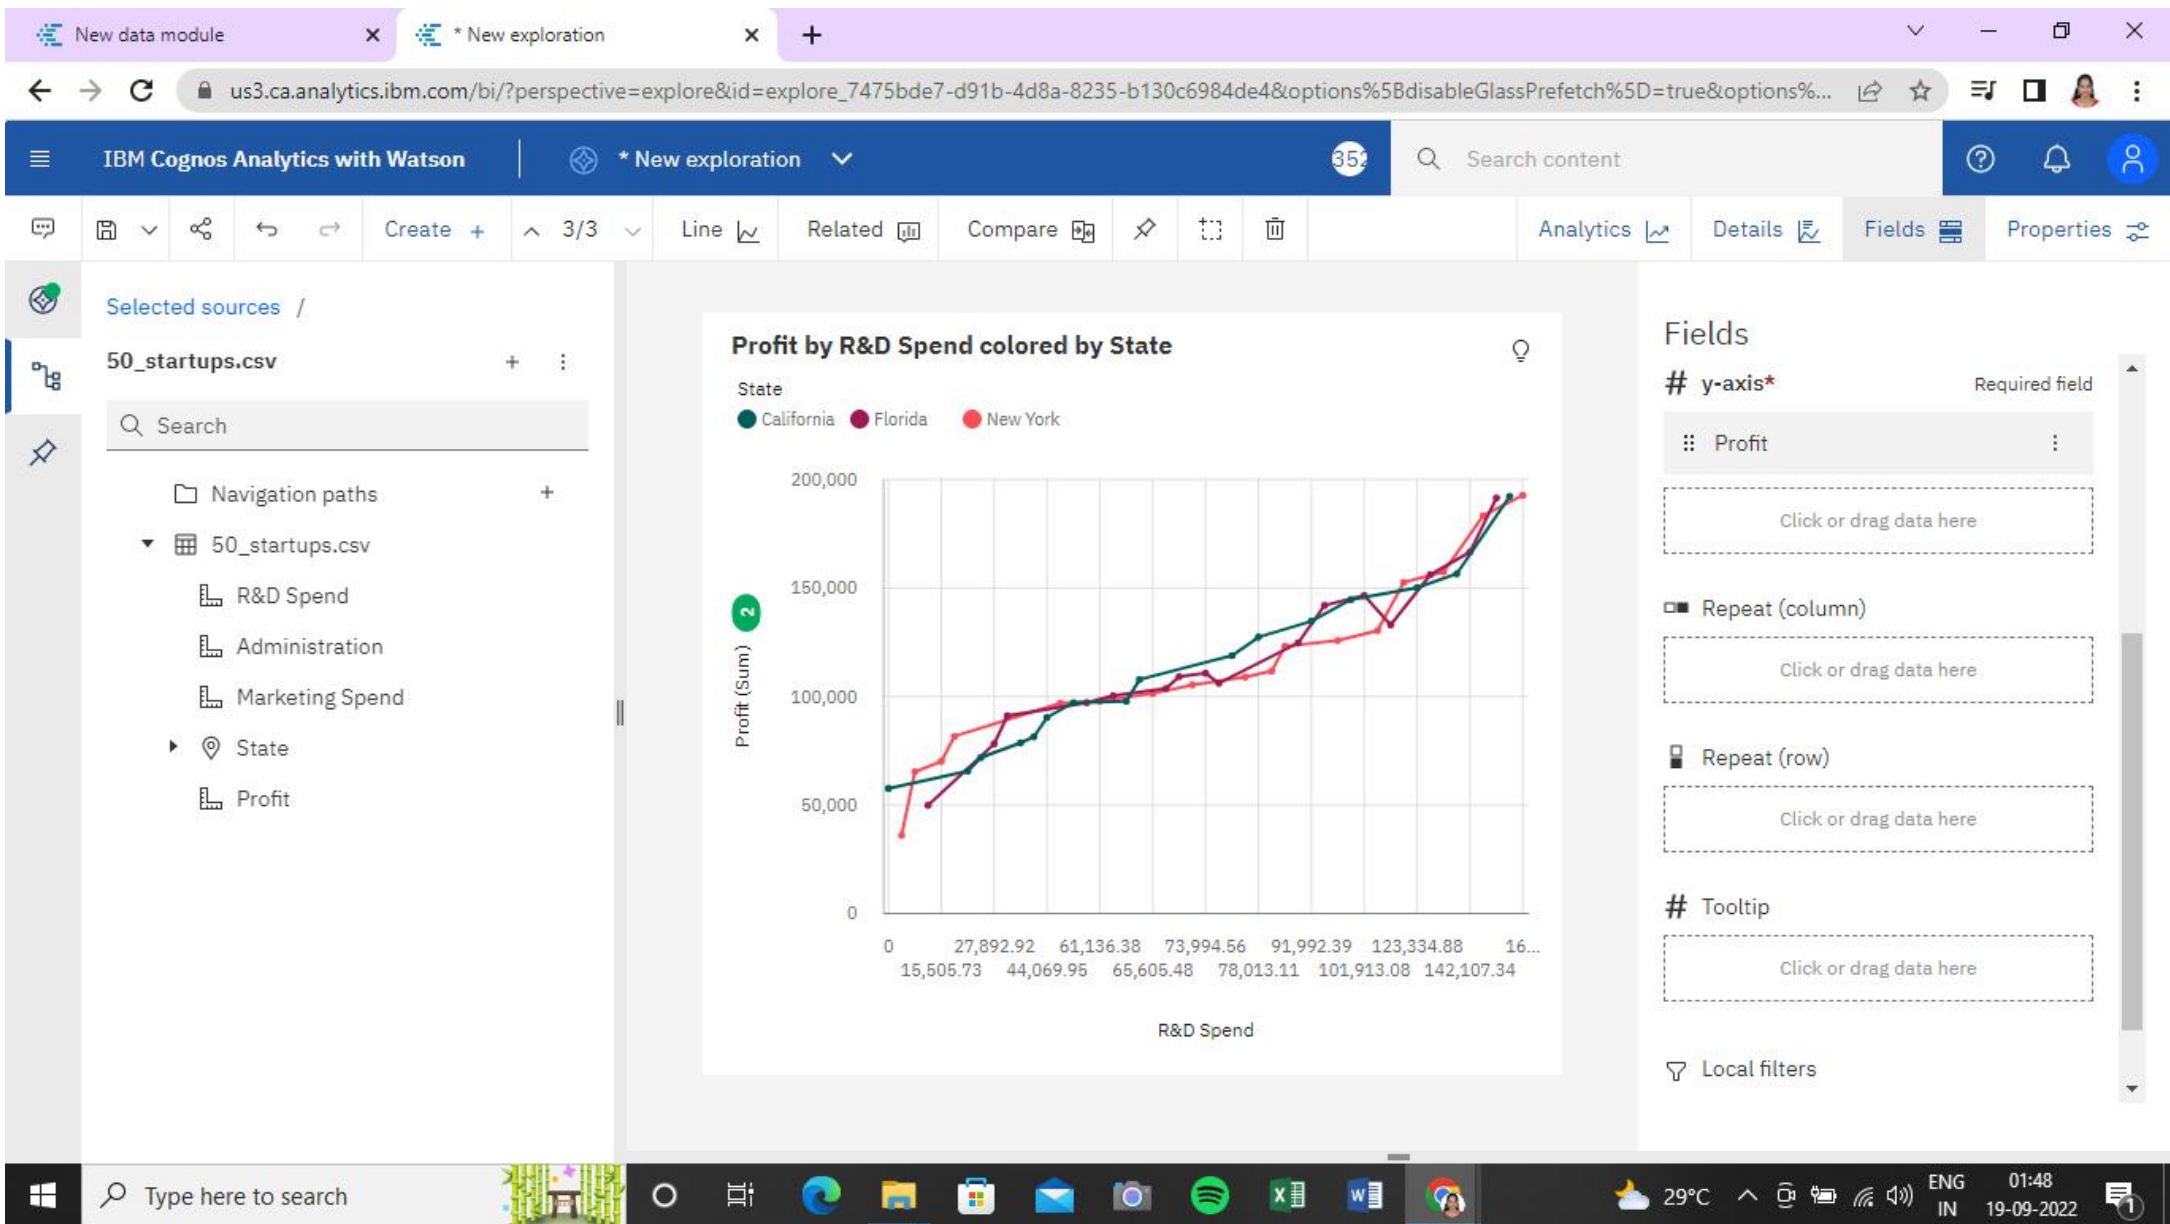 New data module
* New exploration
us3.ca.analytics.ibm.com/bi/?perspective=explore&id=explore_7475bde7-d91b-4d8a-8235-b130c6984de4&options%5BdisableGlassPrefetch%5D=true&options%...
IBM Cognos Analytics with Watson
* New exploration
352
Search content
Create +
3/3
Line
Related
Compare
Analytics
Details
Fields
Properties
Selected sources /
50_startups.csv
Search
Navigation paths
50_startups.csv
R&D Spend
Administration
Marketing Spend
State
Profit
Profit by R&D Spend colored by State
State
California
Florida
New York
200,000
150,000
100,000
50,000
0
Profit (Sum)
2
0 27,892.92 61,136.38 73,994.56 91,992.39 123,334.88 16...
15,505.73 44,069.95 65,605.48 78,013.11 101,913.08 142,107.34
R&D Spend
Fields
# y-axis* Required field
Profit
Click or drag data here
Repeat (column)
Click or drag data here
Repeat (row)
Click or drag data here
# Tooltip
Click or drag data here
Local filters
Type here to search
29°C
ENG
IN
01:48
19-09-2022
1